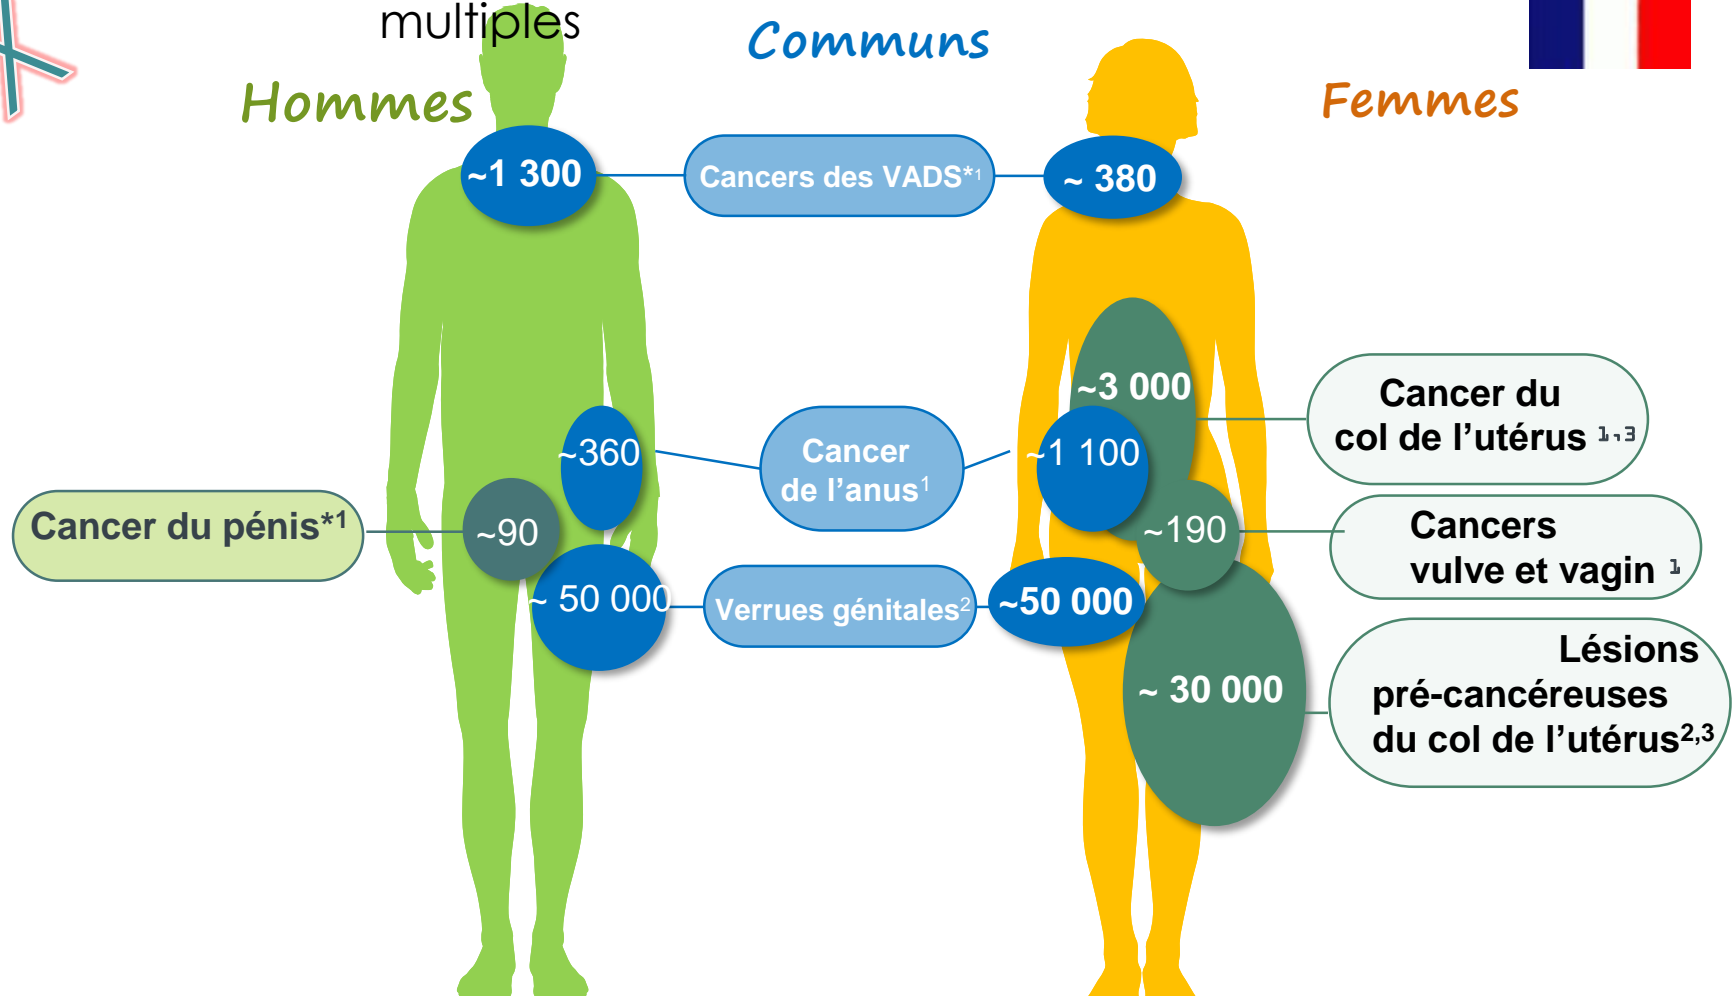 multiples
Communs
Hommes
Femmes
~1 300
Cancers des VADS*1
~ 380
~3 000
Cancer du
col de l’utérus 1,3
~360
Cancer
de l’anus1
~1 100
Cancer du pénis*1
~90
~190
Cancers
vulve et vagin 1
~ 50 000
Verrues génitales2
~50 000
~ 30 000
Lésions
pré-cancéreuses
du col de l’utérus2,3